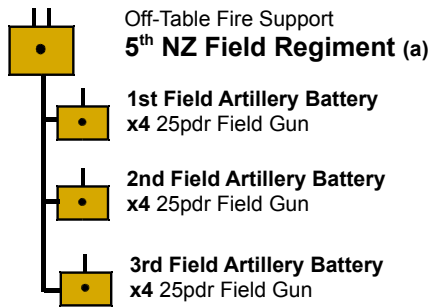 Off-Table Fire Support
5th NZ Field Regiment (a)
1st Field Artillery Battery
x4 25pdr Field Gun
2nd Field Artillery Battery
x4 25pdr Field Gun
3rd Field Artillery Battery
x4 25pdr Field Gun